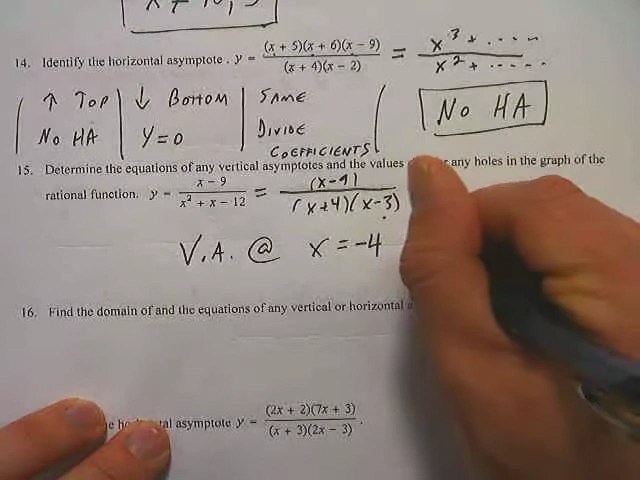 14. Identify the horizontal asymptote . y = (x + 5)(x + 6)(x − 9) / (x + 4)(x − 2) = x³ + ..... / x² + .....
↑ TOP ↓ BOTTOM SAME
NO HA
NO HA Y=0 DIVIDE
COEFFICIENTS
15. Determine the equations of any vertical asymptotes and the values any holes in the graph of the
rational function. y = x − 9 / x² + x − 12 = (x-9) / (x+4)(x-3)
V.A. @ x = -4
16. Find the domain of and the equations of any vertical or horizontal
asymptote y = (2x + 2)(7x + 3) / (x + 3)(2x − 3) .